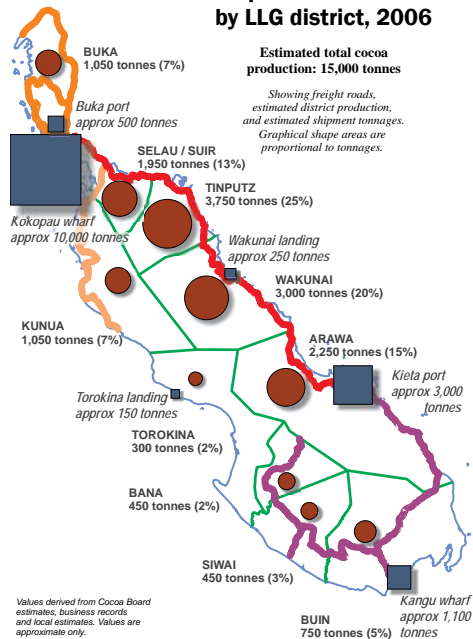 by LLG district, 2006
Estimated total cocoa
production: 15,000 tonnes
Showing freight roads,
estimated district production,
and estimated shipment tonnages.
Graphical shape areas are
proportional to tonnages.
BUKA
1,050 tonnes (7%)
Buka port
approx 500 tonnes
SELAU / SUIR
1,950 tonnes (13%)
TINPUTZ
3,750 tonnes (25%)
Kokopau wharf
approx 10,000 tonnes
Wakunai landing
approx 250 tonnes
WAKUNAI
3,000 tonnes (20%)
KUNUA
1,050 tonnes (7%)
ARAWA
2,250 tonnes (15%)
Kieta port
approx 3,000
tonnes
Torokina landing
approx 150 tonnes
TOROKINA
300 tonnes (2%)
BANA
450 tonnes (2%)
SIWAI
450 tonnes (3%)
Kangu wharf
approx 1,100
tonnes
BUIN
750 tonnes (5%)
Values derived from Cocoa Board
estimates, business records
and local estimates. Values are
approximate only.